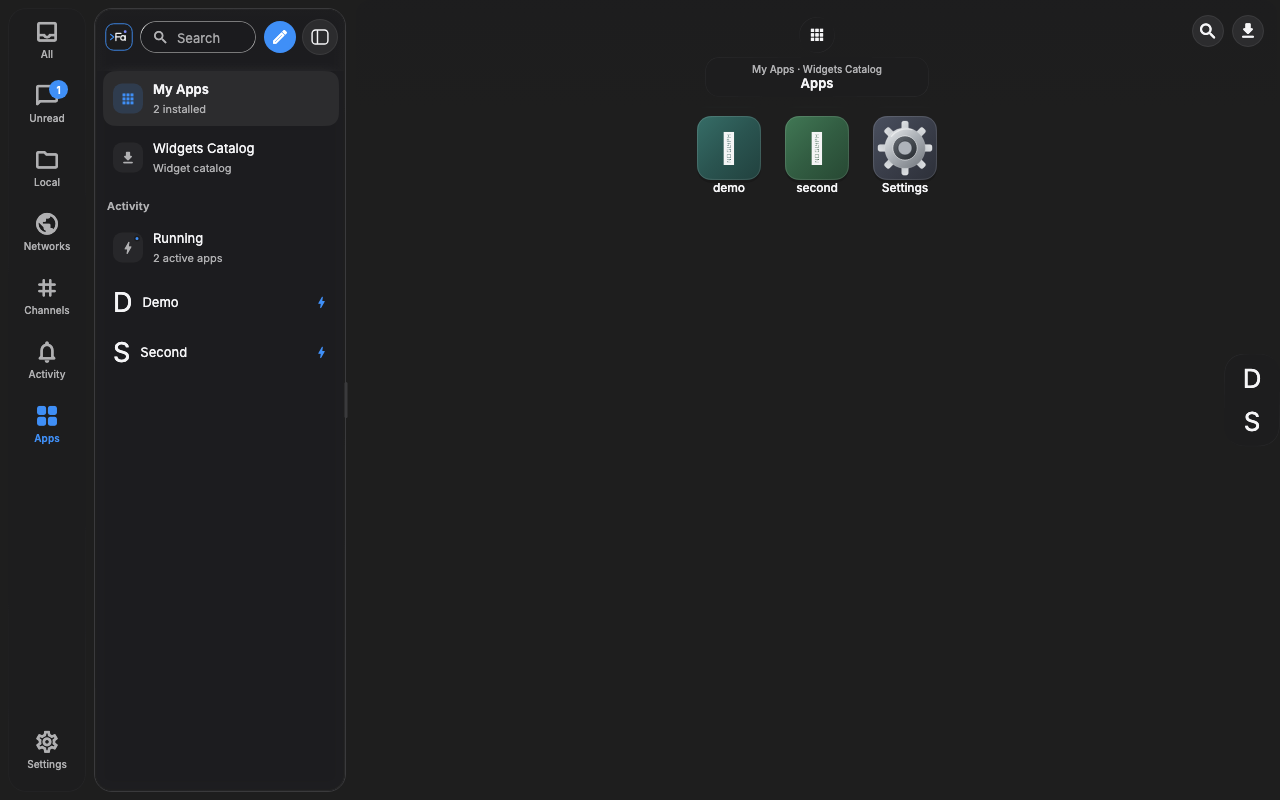 All
1
Unread
Local
Networks
Channels
Activity
Apps
Settings
>Fa
Search
My Apps
2 installed
Widgets Catalog
Widget catalog
Activity
Running
2 active apps
D Demo
S Second
My Apps · Widgets Catalog
Apps
demo
second
Settings
D
S